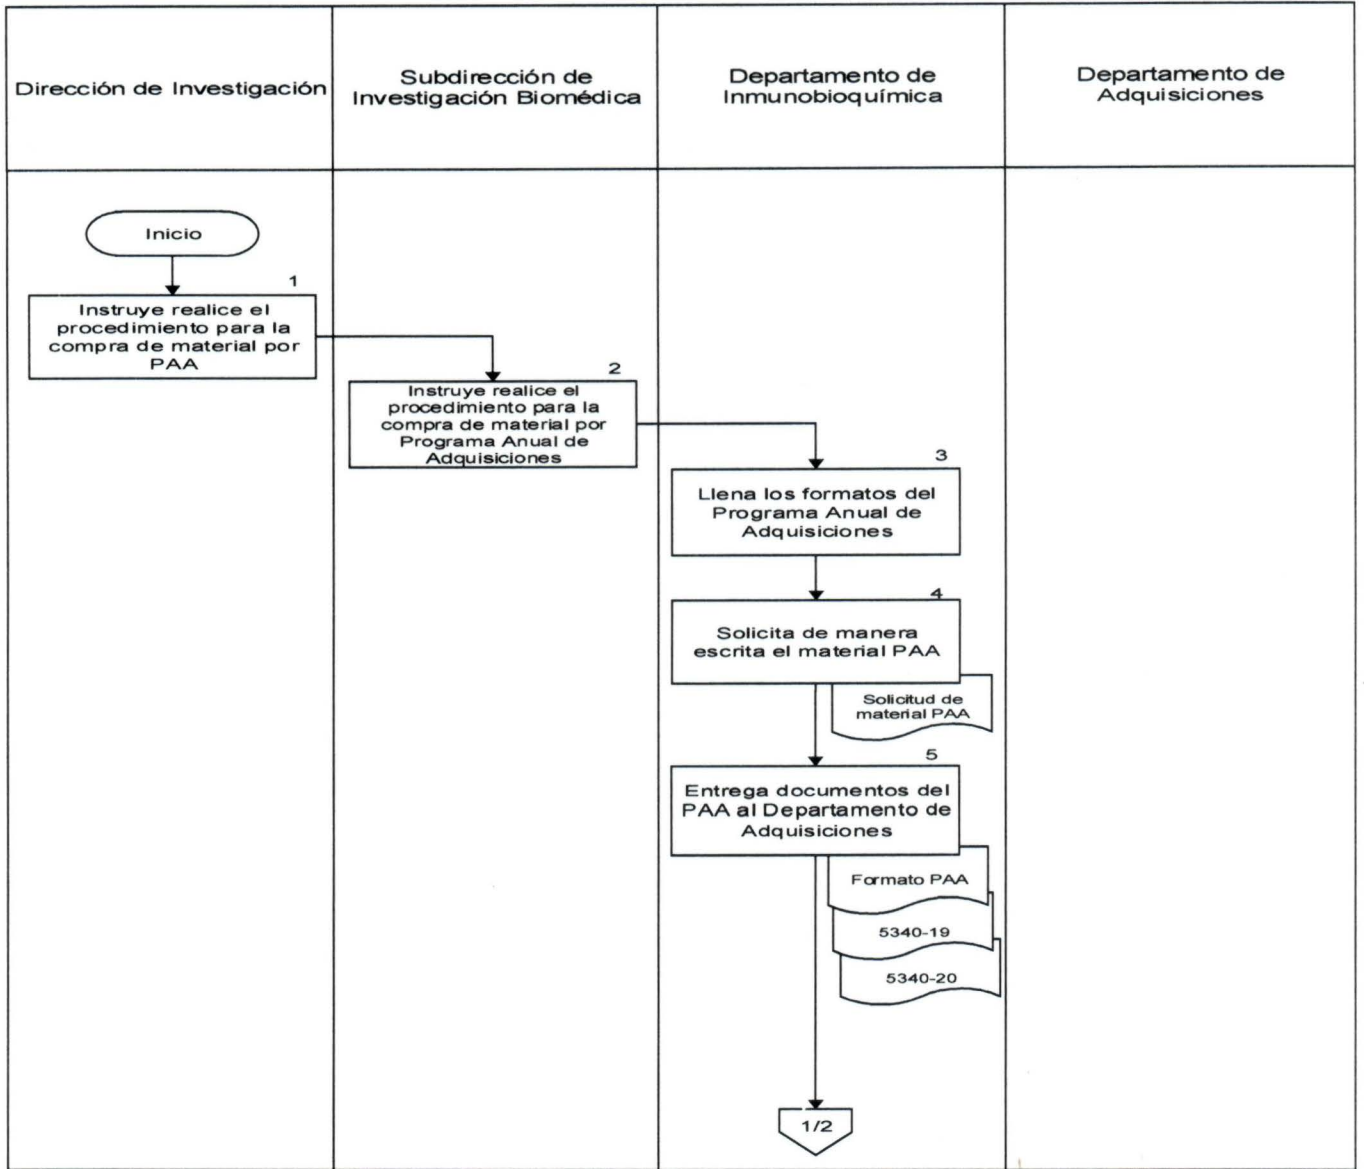 Dirección de Investigación
Subdirección de
Investigación Biomédica
Departamento de
Inmunobioquímica
Departamento de
Adquisiciones
Inicio
1
Instruye realice el
procedimiento para la
compra de material por
PAA
2
Instruye realice el
procedimiento para la
compra de material por
Programa Anual de
Adquisiciones
3
Llena los formatos del
Programa Anual de
Adquisiciones
4
Solicita de manera
escrita el material PAA
Solicitud de
material PAA
5
Entrega documentos del
PAA al Departamento de
Adquisiciones
Formato PAA
5340-19
5340-20
1/2